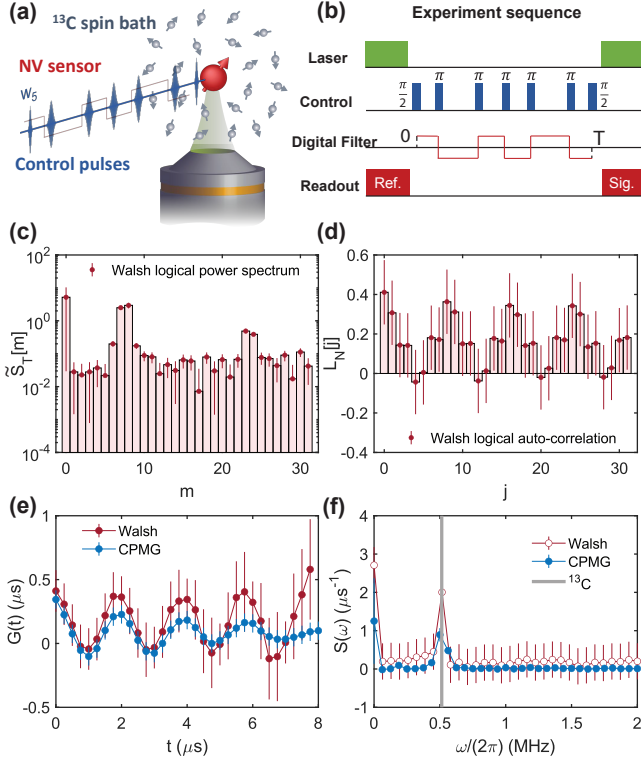 (a)
13C spin bath
NV sensor
w5
Control pulses
(b)
Experiment sequence
Laser
Control
π/2 π π π π π π/2
Digital Filter
0 T
Readout
Ref. Sig.
(c)
10^2
10^0
10^-2
10^-4
S̃_T[m]
Walsh logical power spectrum
0 10 20 30
m
(d)
0.6
0.4
0.2
0
-0.2
-0.4
L_N[j]
Walsh logical auto-correlation
0 10 20 30
j
(e)
1
0.5
0
-0.5
G(t) (μs)
Walsh
CPMG
0 2 4 6 8
t (μs)
(f)
5
4
3
2
1
0
-1
S(ω) (μs^-1)
Walsh
CPMG
13C
0 0.5 1 1.5 2
ω/(2π) (MHz)